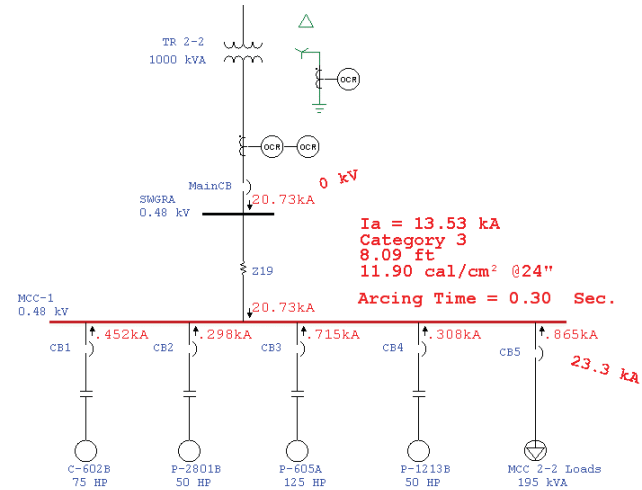 TR 2-2
1000 kVA
OCR
OCR
OCR
MainCB
0 kV
20.73kA
SWGRA
0.48 kV
Ia = 13.53 kA
Category 3
8.09 ft
11.90 cal/cm² @24"
Z19
Arcing Time = 0.30 Sec.
MCC-1
0.48 kV
20.73kA
.452kA
.298kA
.715kA
.308kA
.865kA
CB1
CB2
CB3
CB4
CB5
23.3 kA
C-602B
75 HP
P-2801B
50 HP
P-605A
125 HP
P-1213B
50 HP
MCC 2-2 Loads
195 kVA